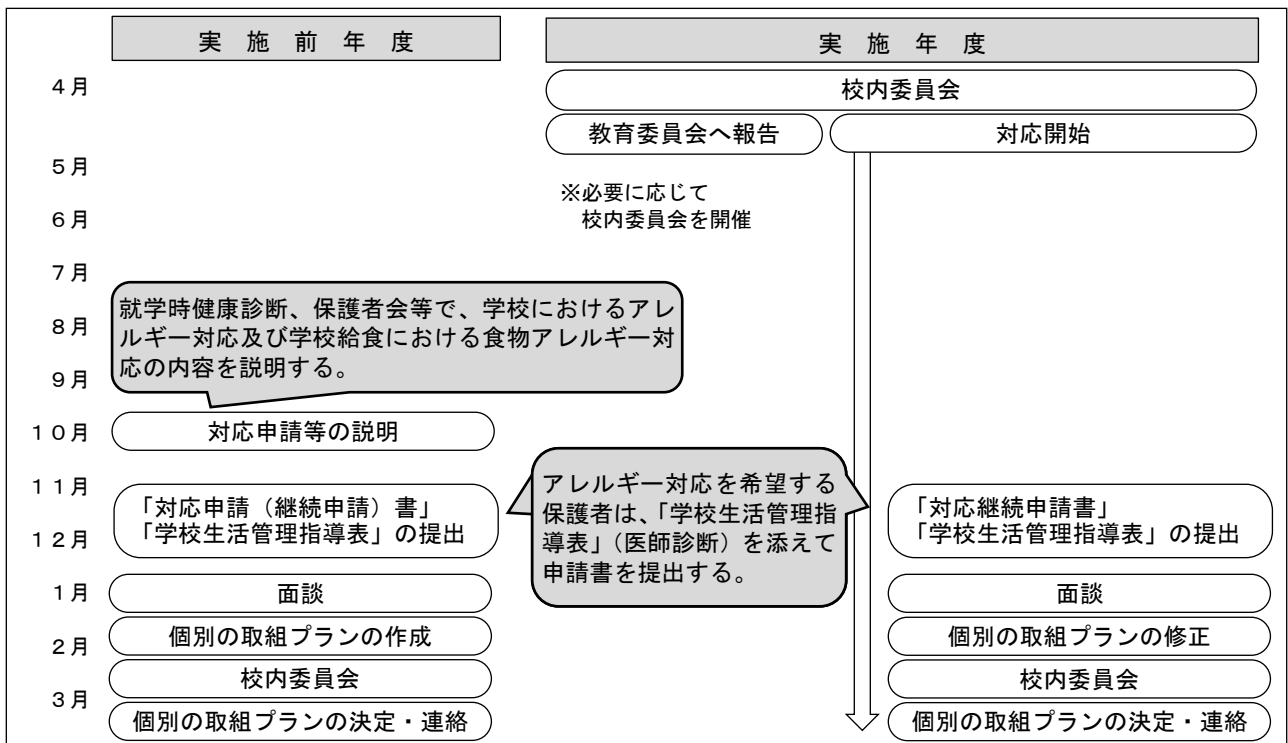 実施前年度
実施年度
4月
校内委員会
教育委員会へ報告
対応開始
5月
※必要に応じて
校内委員会を開催
6月
7月
就学時健康診断、保護者会等で、学校におけるアレ
ルギー対応及び学校給食における食物アレルギー対
応の内容を説明する。
8月
9月
10月
対応申請等の説明
11月
「対応申請（継続申請）書」
「学校生活管理指導表」の提出
アレルギー対応を希望する
保護者は、「学校生活管理指
導表」（医師診断）を添えて
申請書を提出する。
「対応継続申請書」
「学校生活管理指導表」の提出
12月
1月
面談
面談
2月
個別の取組プランの作成
個別の取組プランの修正
校内委員会
校内委員会
3月
個別の取組プランの決定・連絡
個別の取組プランの決定・連絡